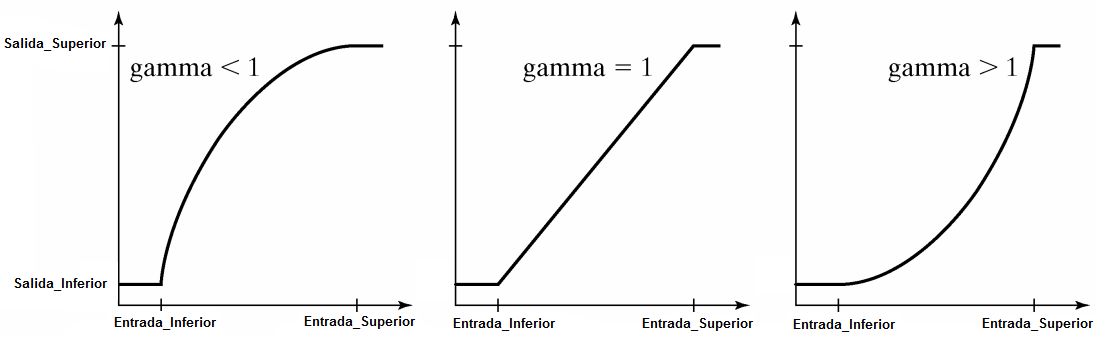 Salida_Superior
gamma < 1
gamma = 1
gamma > 1
Salida_Inferior
Entrada_Inferior
Entrada_Superior
Entrada_Inferior
Entrada_Superior
Entrada_Inferior
Entrada_Superior